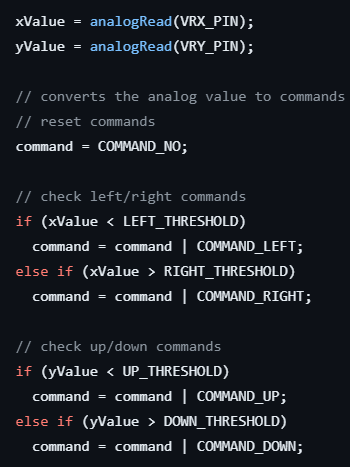 xValue = analogRead(VRX_PIN);
yValue = analogRead(VRY_PIN);

// converts the analog value to commands
// reset commands
command = COMMAND_NO;

// check left/right commands
if (xValue < LEFT_THRESHOLD)
  command = command | COMMAND_LEFT;
else if (xValue > RIGHT_THRESHOLD)
  command = command | COMMAND_RIGHT;

// check up/down commands
if (yValue < UP_THRESHOLD)
  command = command | COMMAND_UP;
else if (yValue > DOWN_THRESHOLD)
  command = command | COMMAND_DOWN;